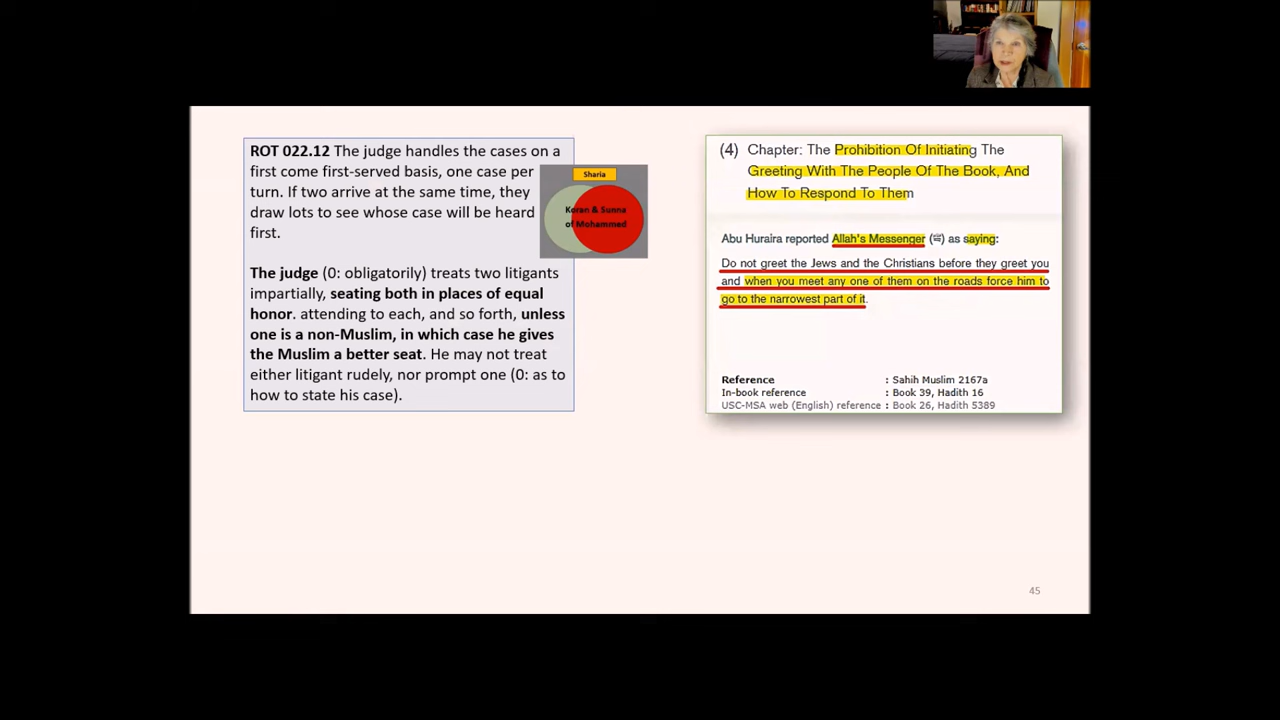 ROT 022.12 The judge handles the cases on a
first come first-served basis, one case per
turn. If two arrive at the same time, they
draw lots to see whose case will be heard
first.
The judge (0: obligatorily) treats two litigants
impartially, seating both in places of equal
honor. attending to each, and so forth, unless
one is a non-Muslim, in which case he gives
the Muslim a better seat. He may not treat
either litigant rudely, nor prompt one (0: as to
how to state his case).
Sharia
Koran & Sunna
of Mohammed
(4) Chapter: The Prohibition Of Initiating The
Greeting With The People Of The Book, And
How To Respond To Them
Abu Huraira reported Allah's Messenger (ﷺ) as saying:
Do not greet the Jews and the Christians before they greet you
and when you meet any one of them on the roads force him to
go to the narrowest part of it.
Reference : Sahih Muslim 2167a
In-book reference : Book 39, Hadith 16
USC-MSA web (English) reference : Book 26, Hadith 5389
45